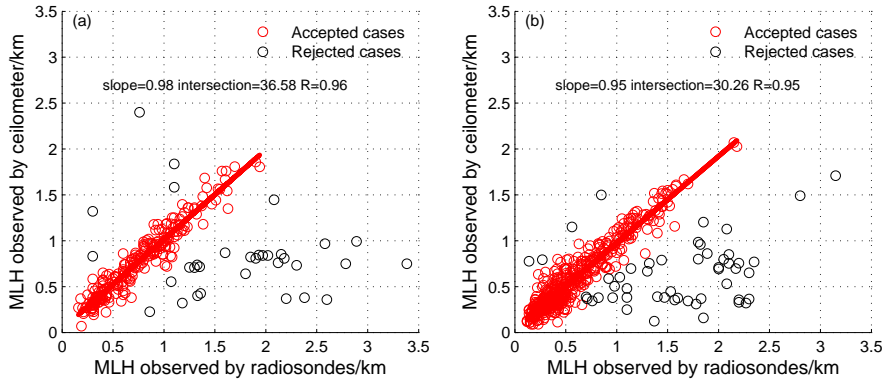 (a)
Accepted cases
Rejected cases
slope=0.98 intersection=36.58 R=0.96
MLH observed by ceilometer/km
3.5
3
2.5
2
1.5
1
0.5
0
0 0.5 1 1.5 2 2.5 3 3.5
MLH observed by radiosondes/km
(b)
Accepted cases
Rejected cases
slope=0.95 intersection=30.26 R=0.95
MLH observed by ceilometer/km
3.5
3
2.5
2
1.5
1
0.5
0
0 0.5 1 1.5 2 2.5 3 3.5
MLH observed by radiosondes/km